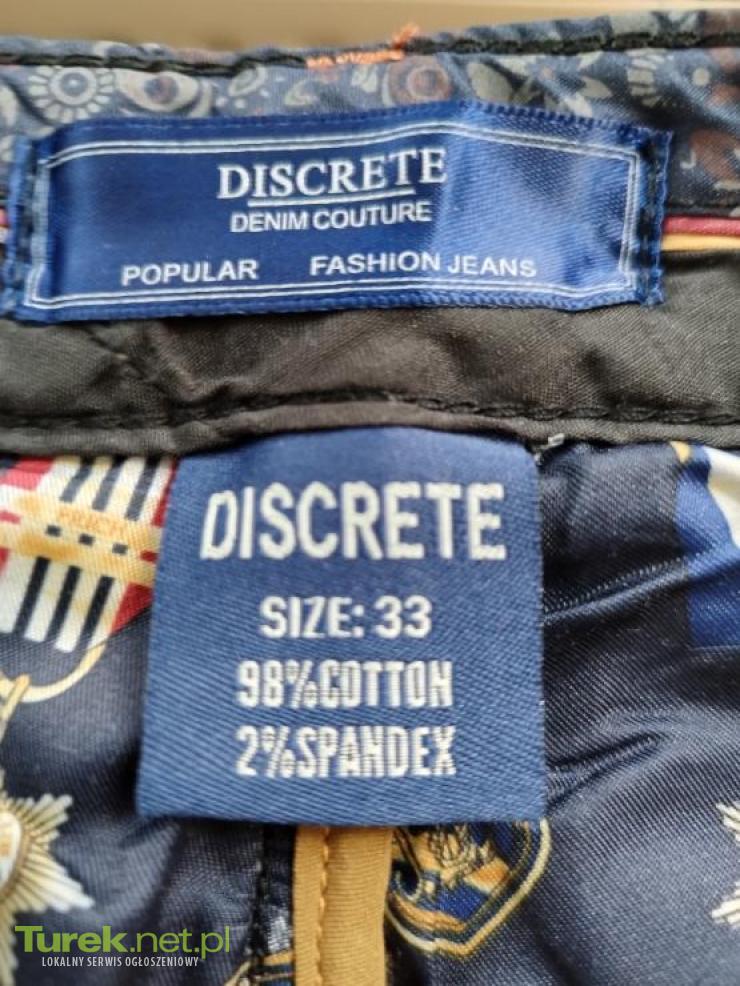 DISCRETE
DENIM COUTURE
POPULAR FASHION JEANS
DISCRETE
SIZE: 33
98%COTTON
2%SPANDEX
Turek.net.pl
LOKALNY SERWIS OGŁOSZENIOWY